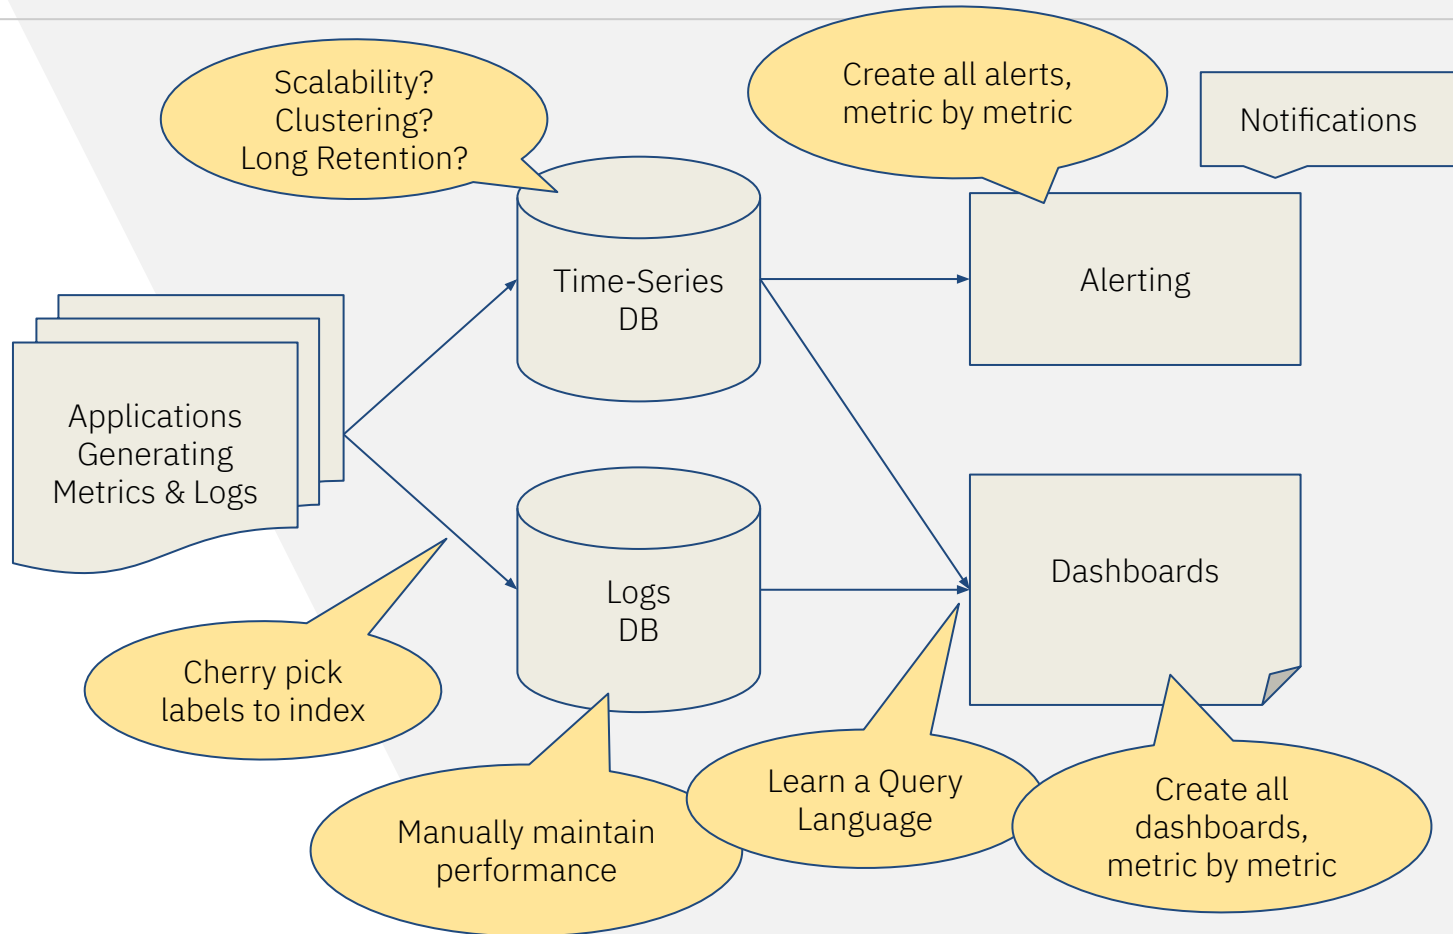 Scalability?
Clustering?
Long Retention?
Create all alerts,
metric by metric
Notifications
Time-Series
DB
Alerting
Applications
Generating
Metrics & Logs
Logs
DB
Dashboards
Cherry pick
labels to index
Manually maintain
performance
Learn a Query
Language
Create all
dashboards,
metric by metric